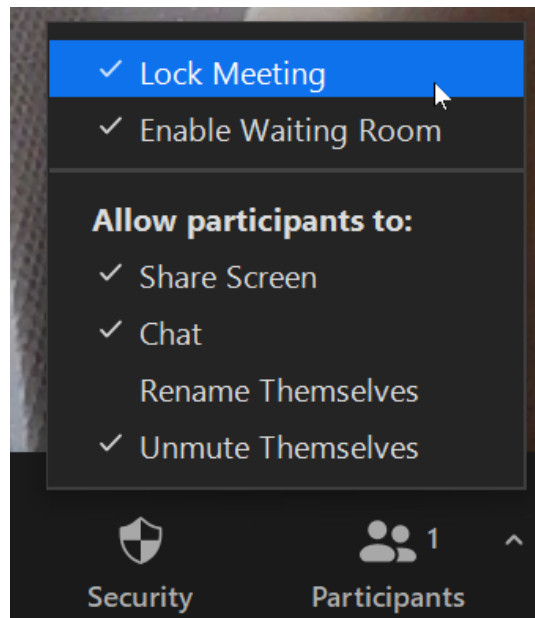 Lock Meeting
Enable Waiting Room
Allow participants to:
Share Screen
Chat
Rename Themselves
Unmute Themselves
1
Security
Participants